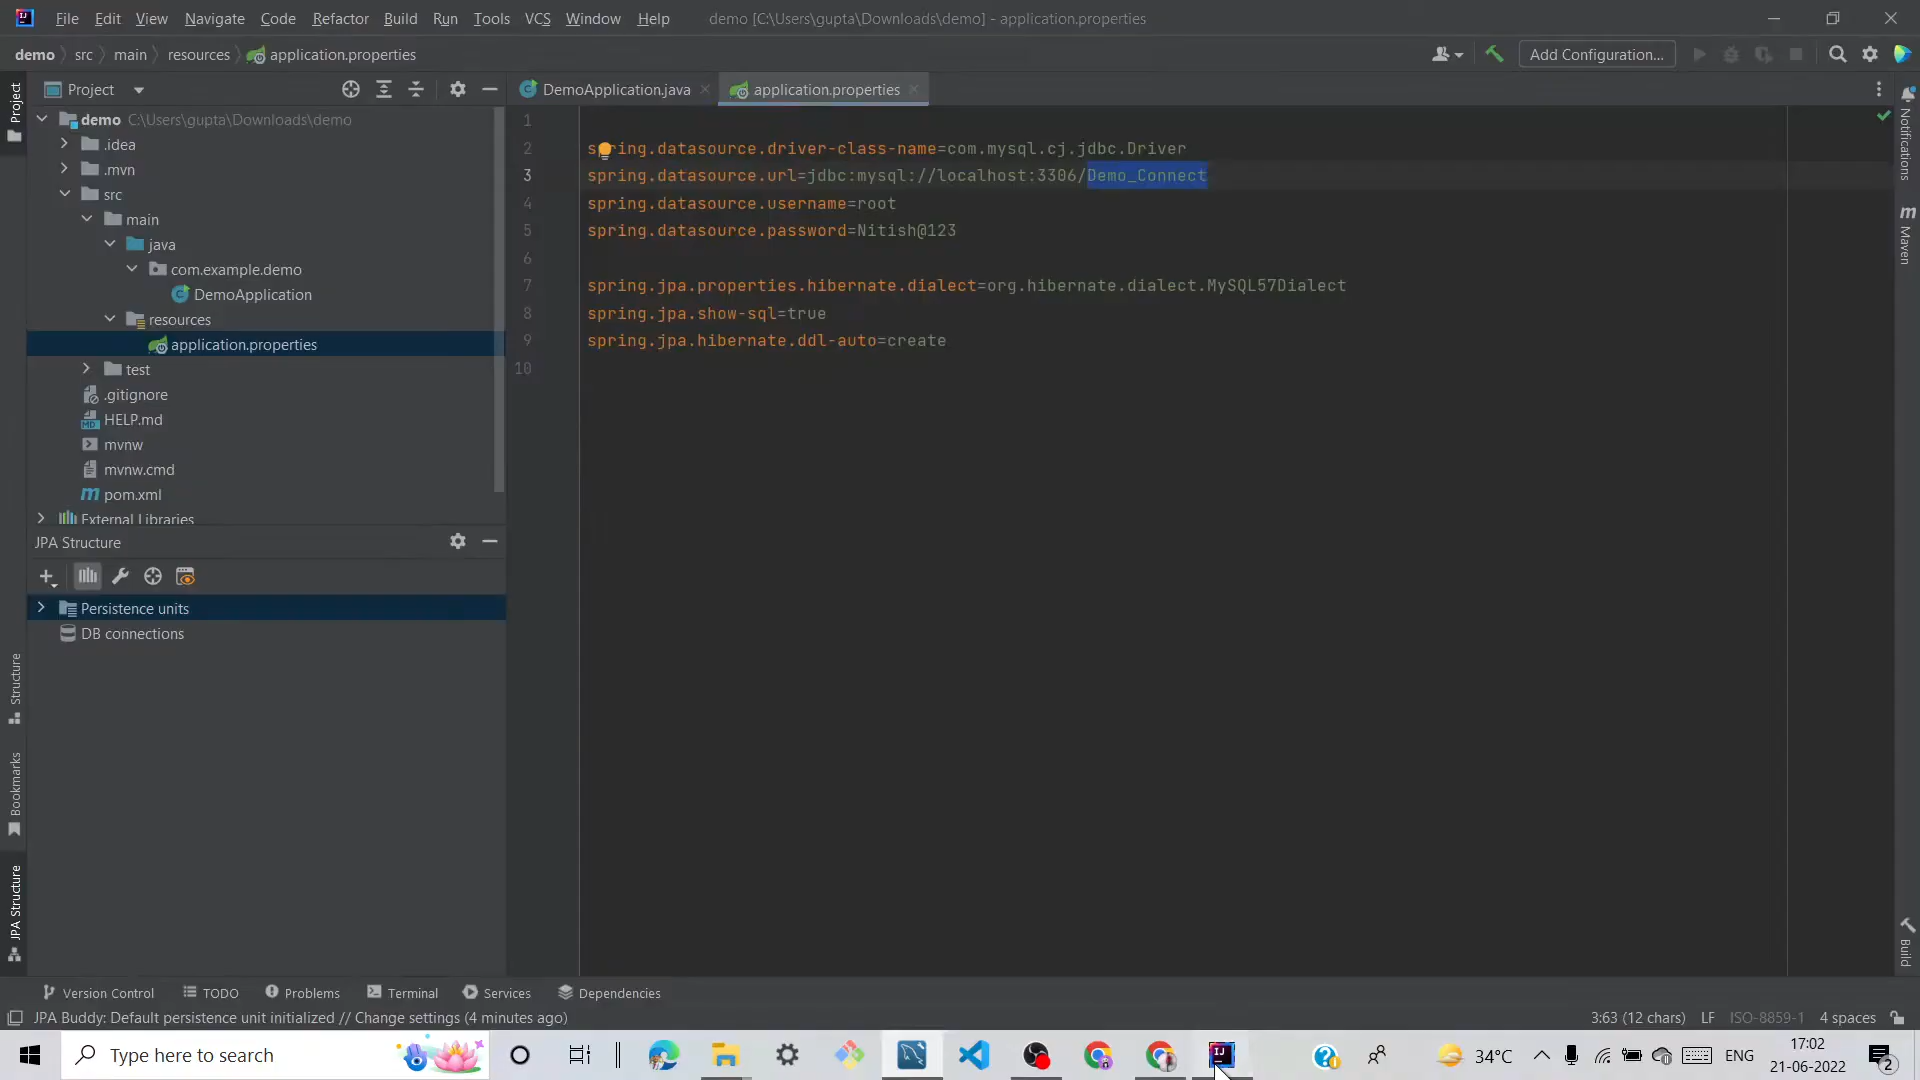 File Edit View Navigate Code Refactor Build Run Tools VCS Window Help demo [C:\Users\gupta\Downloads\demo] - application.properties
demo src main resources application.properties Add Configuration...
Project
DemoApplication.java application.properties
Project
demo C:\Users\gupta\Downloads\demo
.idea
.mvn
src
main
java
com.example.demo
DemoApplication
resources
application.properties
test
.gitignore
HELP.md
mvnw
mvnw.cmd
pom.xml
External Libraries
JPA Structure
Persistence units
DB connections
1
2 spring.datasource.driver-class-name=com.mysql.cj.jdbc.Driver
3 spring.datasource.url=jdbc:mysql://localhost:3306/Demo_Connect
4 spring.datasource.username=root
5 spring.datasource.password=Nitish@123
6
7 spring.jpa.properties.hibernate.dialect=org.hibernate.dialect.MySQL57Dialect
8 spring.jpa.show-sql=true
9 spring.jpa.hibernate.ddl-auto=create
10
Structure
Bookmarks
JPA Structure
Notifications
Maven
Build
Version Control TODO Problems Terminal Services Dependencies
JPA Buddy: Default persistence unit initialized // Change settings (4 minutes ago) 3:63 (12 chars) LF ISO-8859-1 4 spaces
Type here to search 34°C ENG 17:02
21-06-2022 2